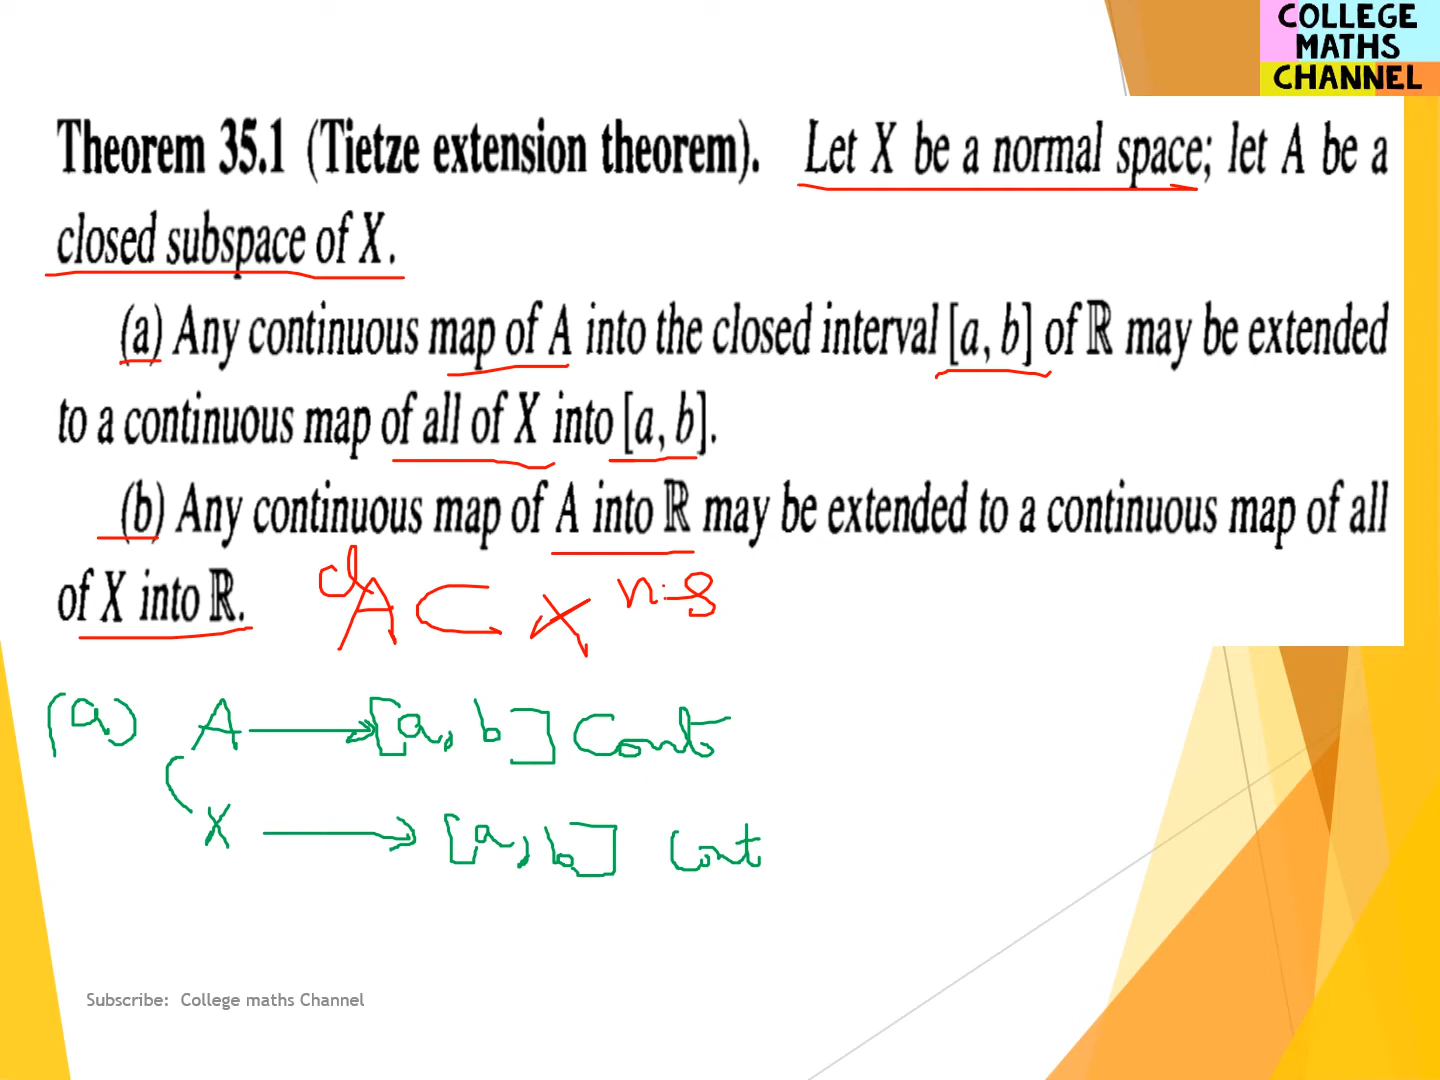 COLLEGE
MATHS
CHANNEL
Theorem 35.1 (Tietze extension theorem). Let X be a normal space; let A be a
closed subspace of X.
(a) Any continuous map of A into the closed interval [a, b] of ℝ may be extended
to a continuous map of all of X into [a, b].
(b) Any continuous map of A into ℝ may be extended to a continuous map of all
of X into ℝ.
cl A ⊂ X n.s
(a) A → [a, b] Cont
X → [a, b] Cont
Subscribe: College maths Channel